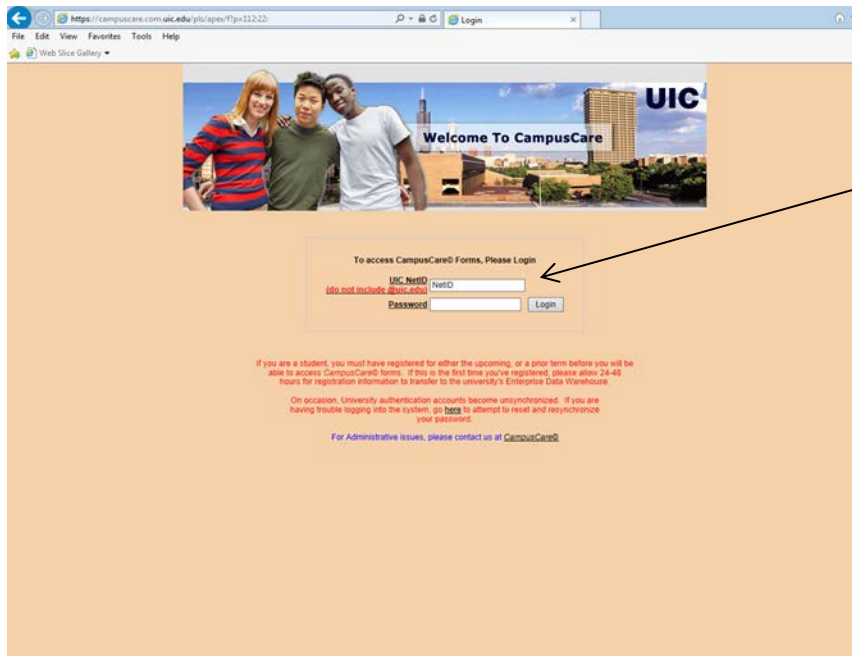 https://campuscare.com.uic.edu/pls/apex/f?p=112:22:
Login
File Edit View Favorites Tools Help
Web Slice Gallery
UIC
Welcome To CampusCare
To access CampusCare© Forms, Please Login
UIC NetID
(do not include @uic.edu)
NetID
Password
Login
If you are a student, you must have registered for either the upcoming, or a prior term before you will be
able to access CampusCare© forms. If this is the first time you've registered, please allow 24-48
hours for registration information to transfer to the university's Enterprise Data Warehouse.
On occasion, University authentication accounts become unsynchronized. If you are
having trouble logging into the system, go here to attempt to reset and resynchronize
your password.
For Administrative issues, please contact us at CampusCare©